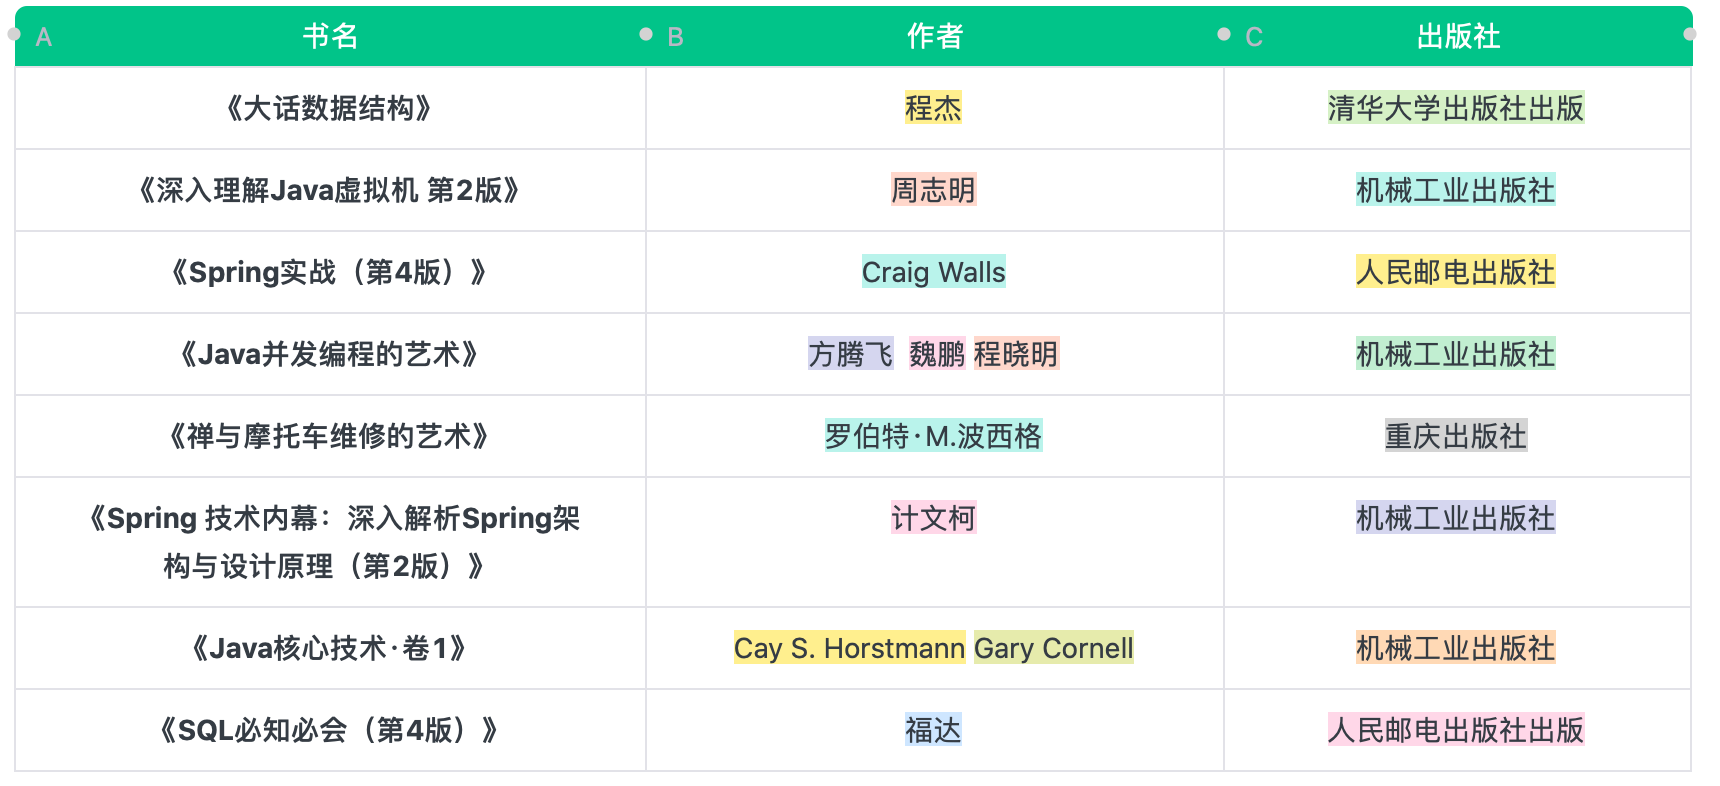 A 书名 B 作者 C 出版社
《大话数据结构》 程杰 清华大学出版社出版
《深入理解Java虚拟机 第2版》 周志明 机械工业出版社
《Spring实战（第4版）》 Craig Walls 人民邮电出版社
《Java并发编程的艺术》 方腾飞 魏鹏 程晓明 机械工业出版社
《禅与摩托车维修的艺术》 罗伯特·M.波西格 重庆出版社
《Spring 技术内幕：深入解析Spring架 计文柯 机械工业出版社
构与设计原理（第2版）》
《Java核心技术·卷1》 Cay S. Horstmann Gary Cornell 机械工业出版社
《SQL必知必会（第4版）》 福达 人民邮电出版社出版